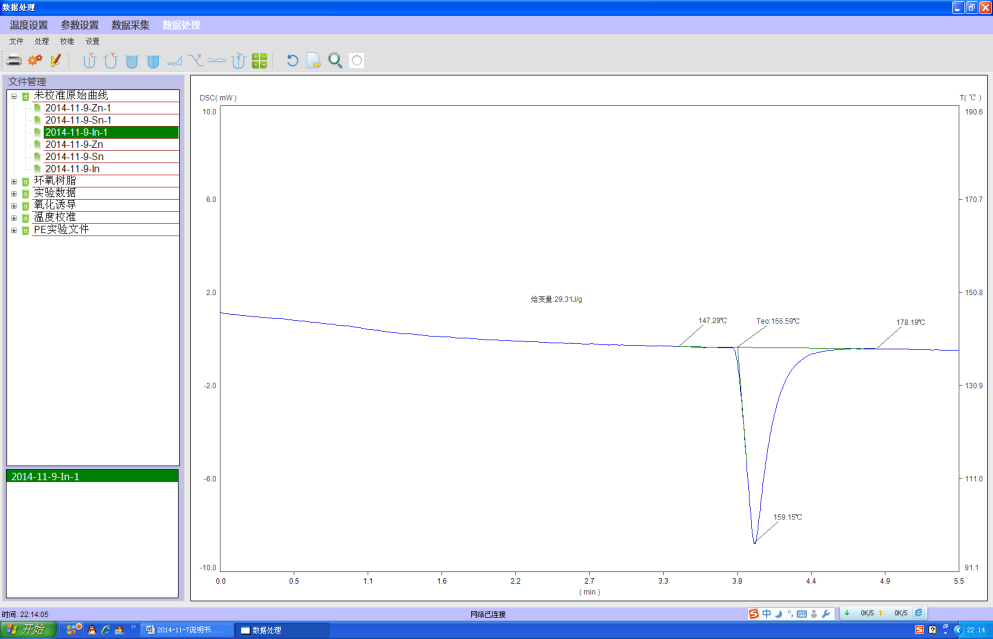 数据处理
温度设置 参数设置 数据采集 数据处理
文件 处理 校准 设置
文件管理
未校准原始曲线
2014-11-9-Zn-1
2014-11-9-Sn-1
2014-11-9-In-1
2014-11-9-Zn
2014-11-9-Sn
2014-11-9-In
环氧树脂
实验数据
氧化诱导
温度校准
PE实验文件
2014-11-9-In-1
DSC(mW) T(℃)
10.0 190.6
6.0 170.7
2.0 150.8
焓变量:29.31J/g
147.29℃ Teo:156.59℃ 178.19℃
-2.0 130.9
-6.0 111.0
159.15℃
-10.0 91.1
0.0 0.5 1.1 1.6 2.2 2.7 3.3 3.8 4.4 4.9 5.5
(min)
时间: 22:14:05 网络已连接
中 0K/S 0K/S
开始 2014-11-7说明书... 数据处理 22:14